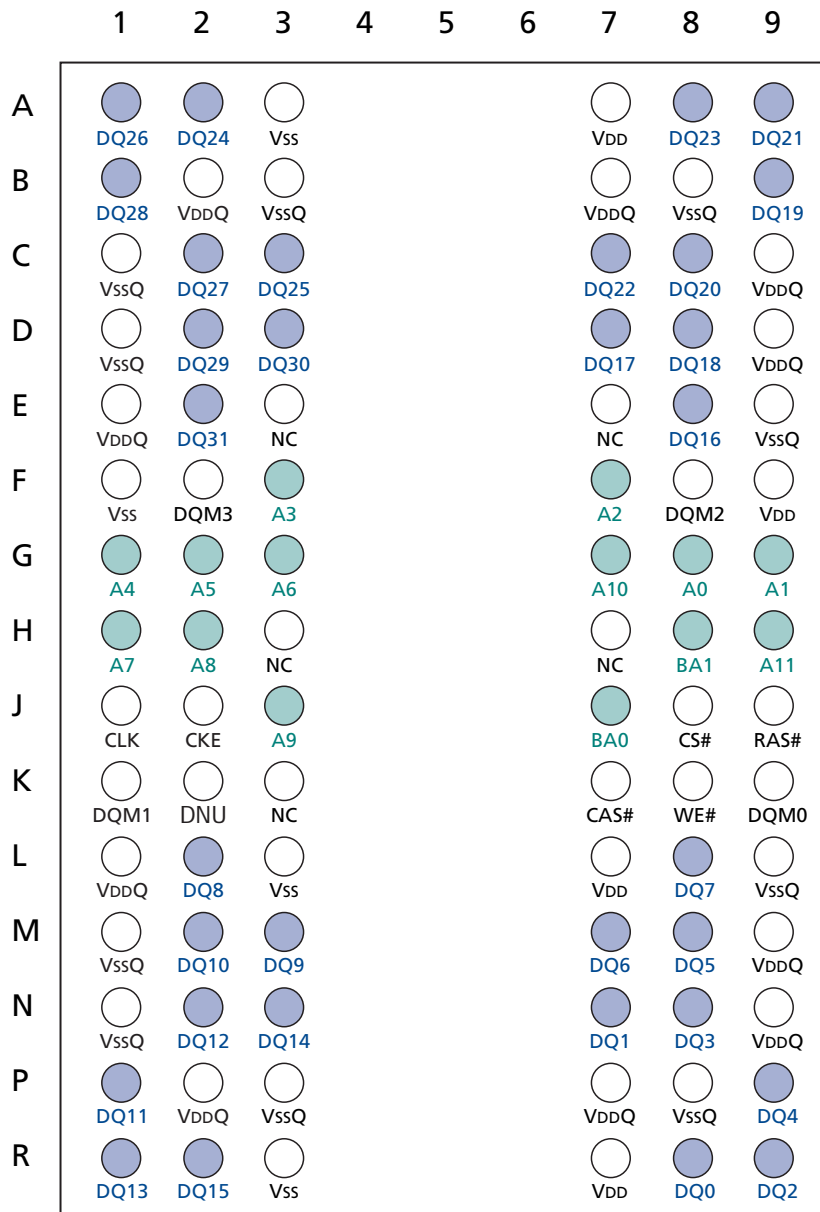 1 2 3 4 5 6 7 8 9
A
DQ26 DQ24 Vss VDD DQ23 DQ21
B
DQ28 VDDQ VssQ VDDQ VssQ DQ19
C
VssQ DQ27 DQ25 DQ22 DQ20 VDDQ
D
VssQ DQ29 DQ30 DQ17 DQ18 VDDQ
E
VDDQ DQ31 NC NC DQ16 VssQ
F
Vss DQM3 A3 A2 DQM2 VDD
G
A4 A5 A6 A10 A0 A1
H
A7 A8 NC NC BA1 A11
J
CLK CKE A9 BA0 CS# RAS#
K
DQM1 DNU NC CAS# WE# DQM0
L
VDDQ DQ8 Vss VDD DQ7 VssQ
M
VssQ DQ10 DQ9 DQ6 DQ5 VDDQ
N
VssQ DQ12 DQ14 DQ1 DQ3 VDDQ
P
DQ11 VDDQ VssQ VDDQ VssQ DQ4
R
DQ13 DQ15 Vss VDD DQ0 DQ2